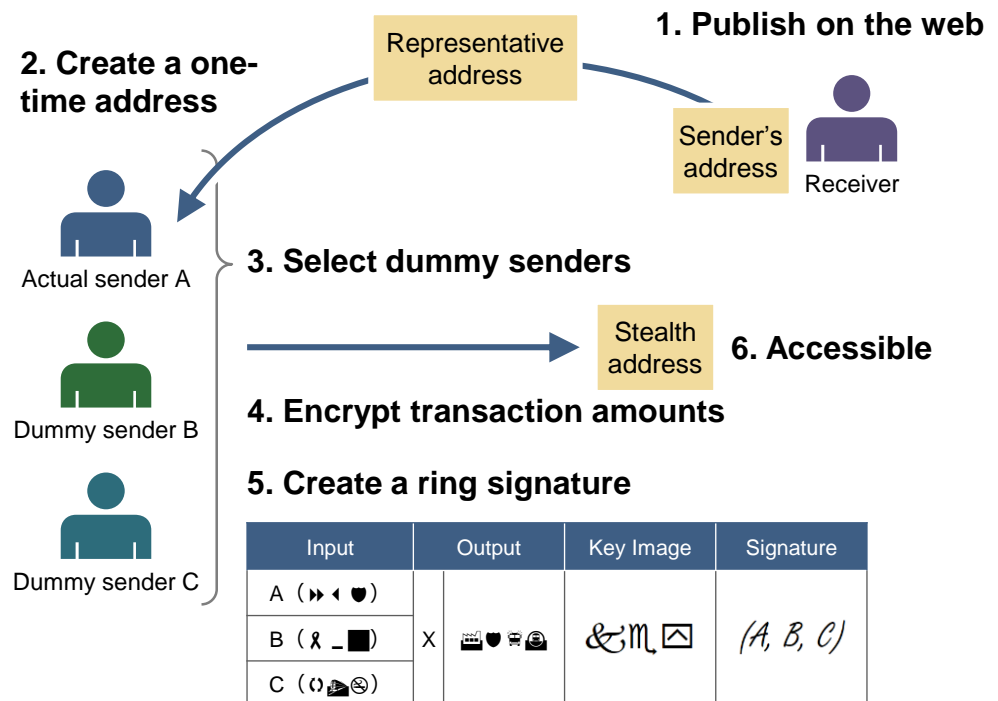 1. Publish on the web
Representative
address
2. Create a one-
time address
Sender’s
address
Receiver
Actual sender A
3. Select dummy senders
Stealth
address
6. Accessible
Dummy sender B
4. Encrypt transaction amounts
5. Create a ring signature
Dummy sender C
Input Output Key Image Signature
A
B X (A, B, C)
C